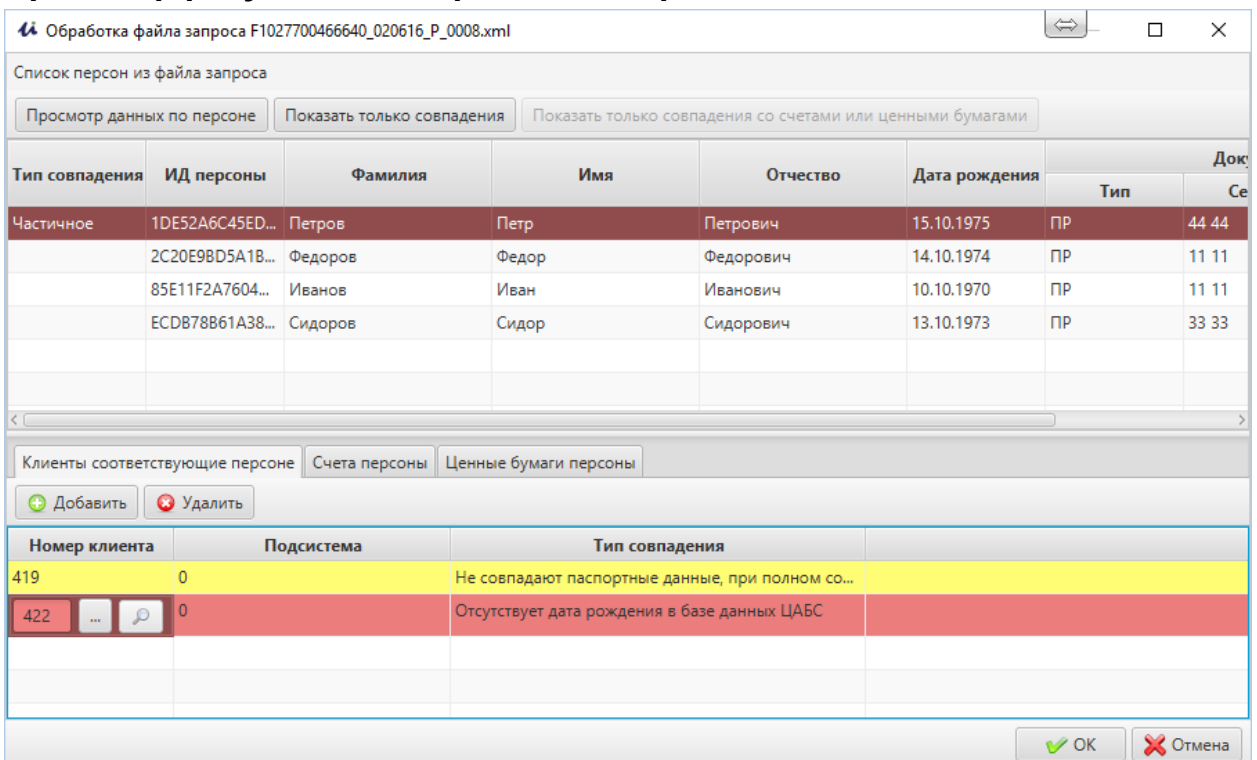 Обработка файла запроса F1027700466640_020616_P_0008.xml
Список персон из файла запроса
Просмотр данных по персоне Показать только совпадения Показать только совпадения со счетами или ценными бумагами
Тип совпадения ИД персоны Фамилия Имя Отчество Дата рождения
Тип
Частичное 1DE52A6C45ED... Петров Петр Петрович 15.10.1975 ПР 44 44
2C20E9BD5A1B... Федоров Федор Федорович 14.10.1974 ПР 11 11
85E11F2A7604... Иванов Иван Иванович 10.10.1970 ПР 11 11
ECDB78B61A38... Сидоров Сидор Сидорович 13.10.1973 ПР 33 33
Клиенты соответствующие персоне Счета персоны Ценные бумаги персоны
Добавить Удалить
Номер клиента Подсистема Тип совпадения
419 0 Не совпадают паспортные данные, при полном со...
422 ... 0 Отсутствует дата рождения в базе данных ЦАБС
OK Отмена